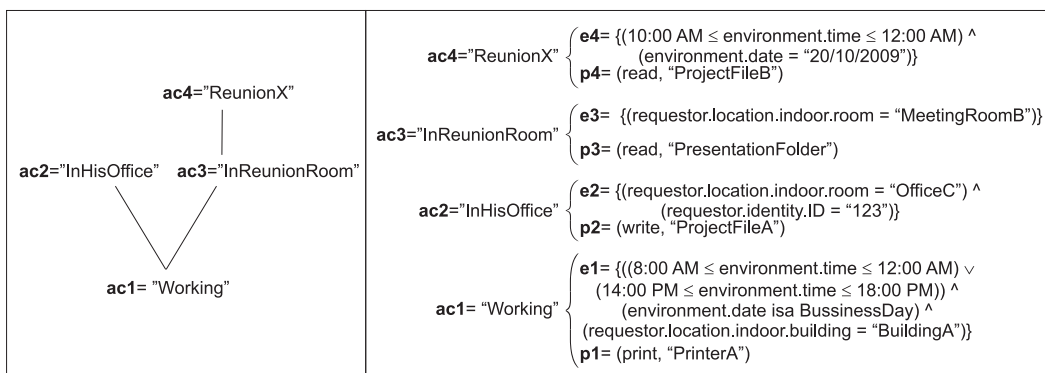 ac4="ReunionX"
ac2="InHisOffice" ac3="InReunionRoom"
ac1= "Working"
ac4="ReunionX"
e4= {(10:00 AM ≤ environment.time ≤ 12:00 AM) ^
(environment.date = "20/10/2009")}
p4= (read, "ProjectFileB")
ac3="InReunionRoom"
e3= {(requestor.location.indoor.room = "MeetingRoomB")}
p3= (read, "PresentationFolder")
ac2="InHisOffice"
e2= {(requestor.location.indoor.room = "OfficeC") ^
(requestor.identity.ID = "123")}
p2= (write, "ProjectFileA")
ac1= "Working"
e1= {((8:00 AM ≤ environment.time ≤ 12:00 AM) ∨
(14:00 PM ≤ environment.time ≤ 18:00 PM)) ^
(environment.date isa BussinessDay) ^
(requestor.location.indoor.building = "BuildingA")}
p1= (print, "PrinterA")